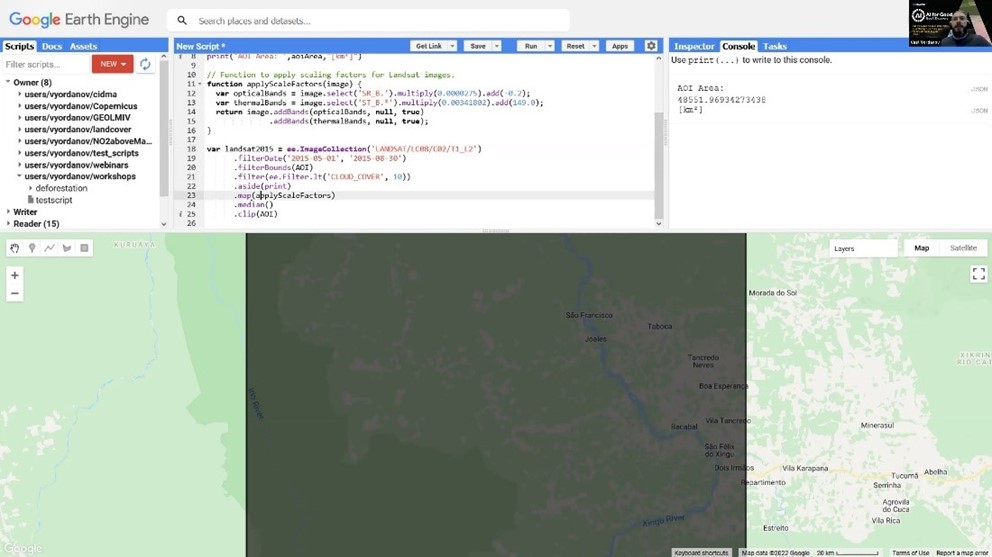 Google Earth Engine
Search places and datasets...
AI for Good
Scripts Docs Assets
New Script *
Get Link Save Run Reset Apps
Inspector Console Tasks
Filter scripts...
NEW
Owner (8)
users/vyordanov/cidma
users/vyordanov/Copernicus
users/vyordanov/GEOLMIV
users/vyordanov/landcover
users/vyordanov/NO2aboveMa...
users/vyordanov/test_scripts
users/vyordanov/webinars
users/vyordanov/workshops
deforestation
testscript
Writer
Reader (15)
8 print("AOI Area: ",aoiArea,"[km²]")
9
10 // Function to apply scaling factors for Landsat images.
11 function applyScaleFactors(image) {
12 var opticalBands = image.select('SR_B.').multiply(0.0000275).add(-0.2);
13 var thermalBands = image.select('ST_B.*').multiply(0.00341802).add(149.0);
14 return image.addBands(opticalBands, null, true)
15 .addBands(thermalBands, null, true);
16 }
17
18 var landsat2015 = ee.ImageCollection('LANDSAT/LC08/C02/T1_L2')
19 .filterDate('2015-05-01', '2015-08-30')
20 .filterBounds(AOI)
21 .filter(ee.Filter.lt('CLOUD_COVER', 10))
22 .aside(print)
23 .map(applyScaleFactors)
24 .median()
25 .clip(AOI)
26
Use print(...) to write to this console.
AOI Area:
JSON
48551.96934273438
[km²]
JSON
KURUAYA
Layers
Map Satellite
Morada do Sol
São Francisco
Taboca
Joales
Tancredo Neves
Boa Esperança
Iriri River
Vila Tancredo
Bacabal
Minerasul
São Félix do Xingu
Dois Irmãos
Vila Karapana
Tucumã
Abelha
Repartimento
Serrinha
Agrovila do Cuca
Vila Rica
Xingu River
Estreito
Google
Keyboard shortcuts
Map data ©2022 Google
20 km
Terms of Use
Report a map error